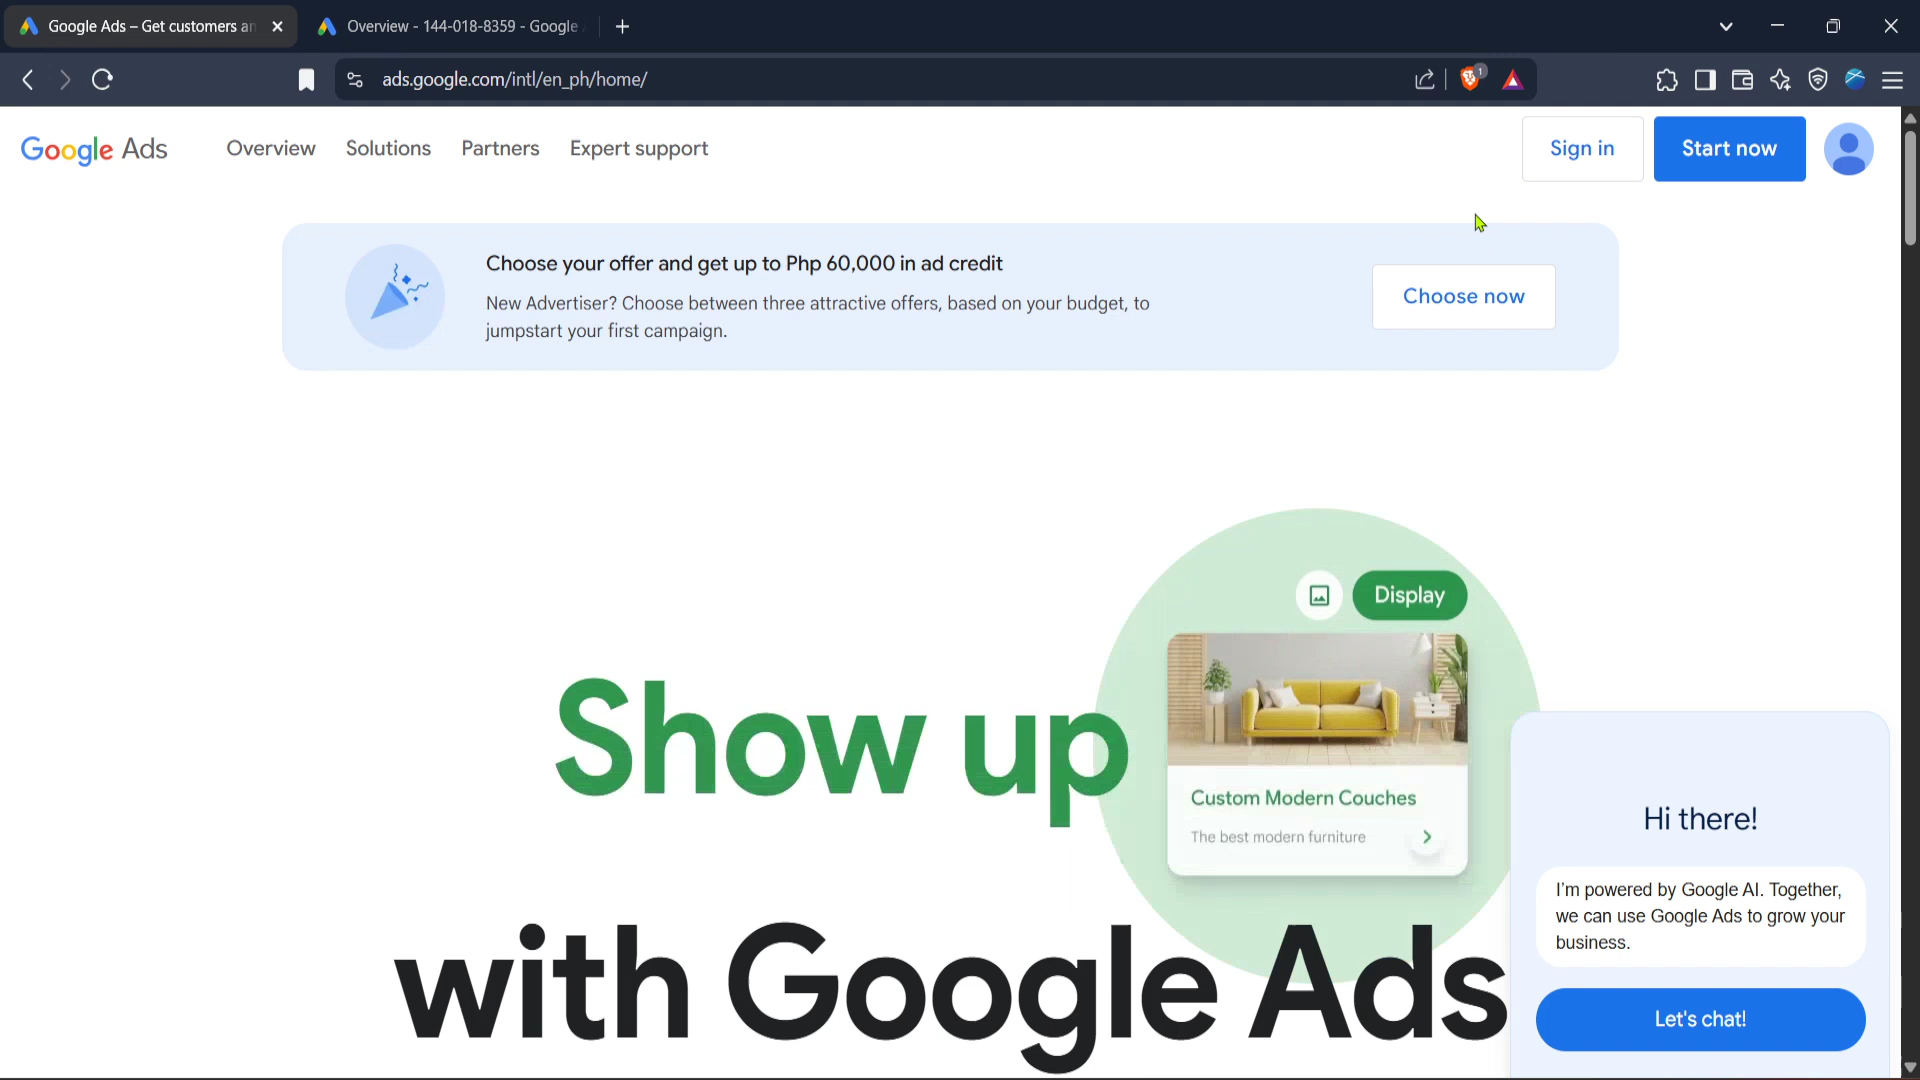 Google Ads – Get customers an
Overview - 144-018-8359 - Google
ads.google.com/intl/en_ph/home/
1
Google Ads
Overview
Solutions
Partners
Expert support
Sign in
Start now
Choose your offer and get up to Php 60,000 in ad credit
New Advertiser? Choose between three attractive offers, based on your budget, to
jumpstart your first campaign.
Choose now
Display
Show up
Custom Modern Couches
The best modern furniture
with Google Ads
Hi there!
I'm powered by Google AI. Together,
we can use Google Ads to grow your
business.
Let's chat!